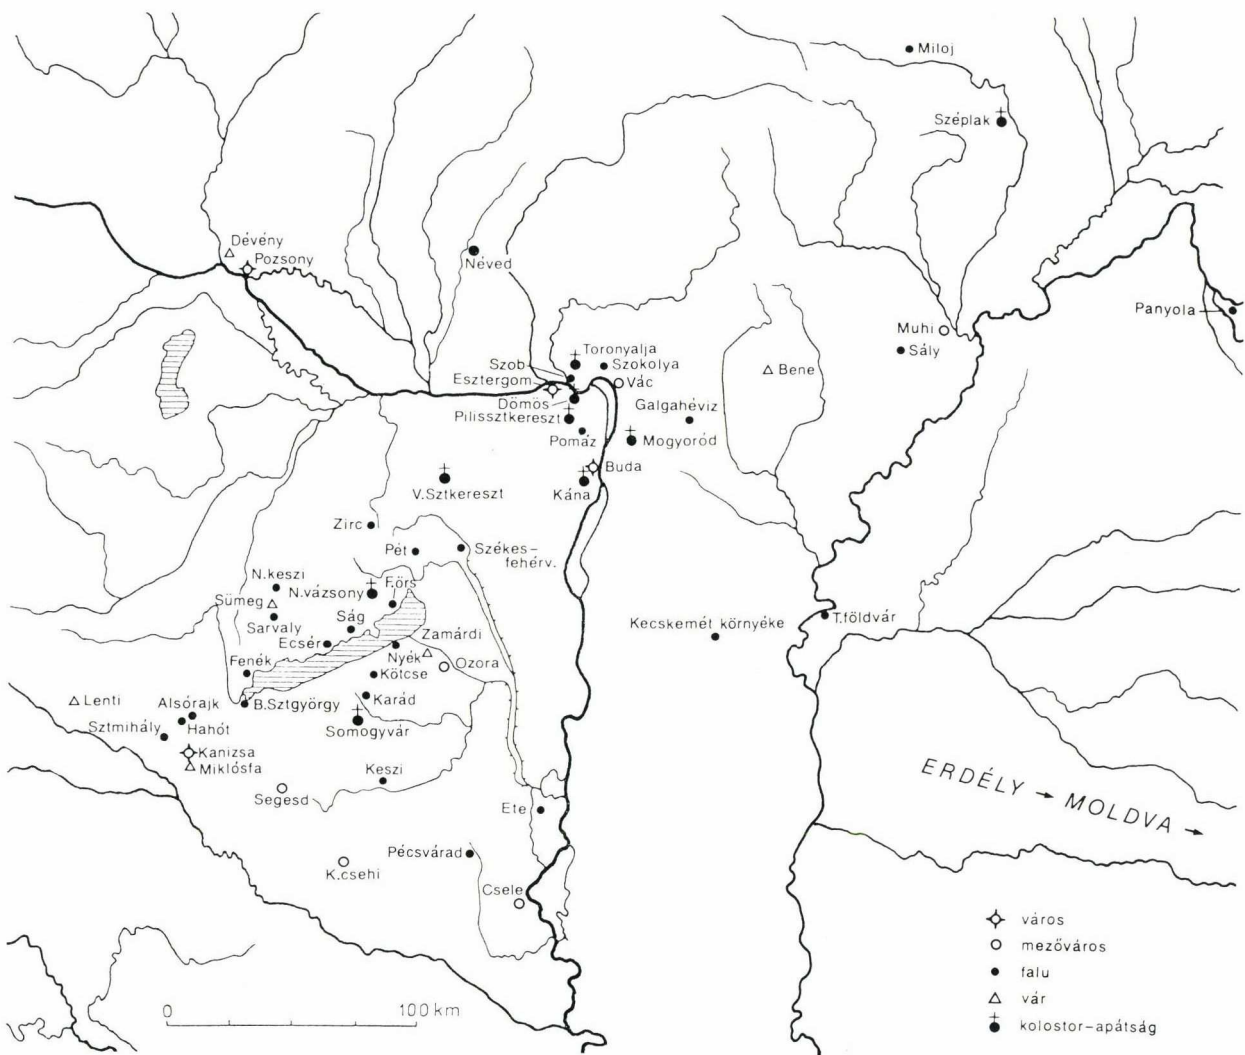 Miloj
Széplak
Dévény
Pozsony
Néved
Panyola
Muhi
Sály
Toronyalja
Szob
Szokolya
Esztergom
Vác
Bene
Dömös
Galgahévíz
Pilissztkereszt
Pomáz
Mogyoród
Buda
V.Sztkereszt
Kána
Zirc
Pét
Székes-
fehérv.
N.keszi
N.vázsony
F.örs
Sümeg
Ság
Sarvaly
Ecsér
Zamárdi
Kecskemét környéke
T.földvár
Fenék
Nyék
Ozora
Kötcse
Lenti
Alsórajk
B.Sztgyörgy
Karád
Sztmihály
Hahót
Somogyvár
Kanizsa
Miklósfa
Keszi
Segesd
Ete
ERDÉLY → MOLDVA →
Pécsvárad
K.csehi
Csele
város
mezőváros
falu
vár
kolostor–apátság
0 100 km